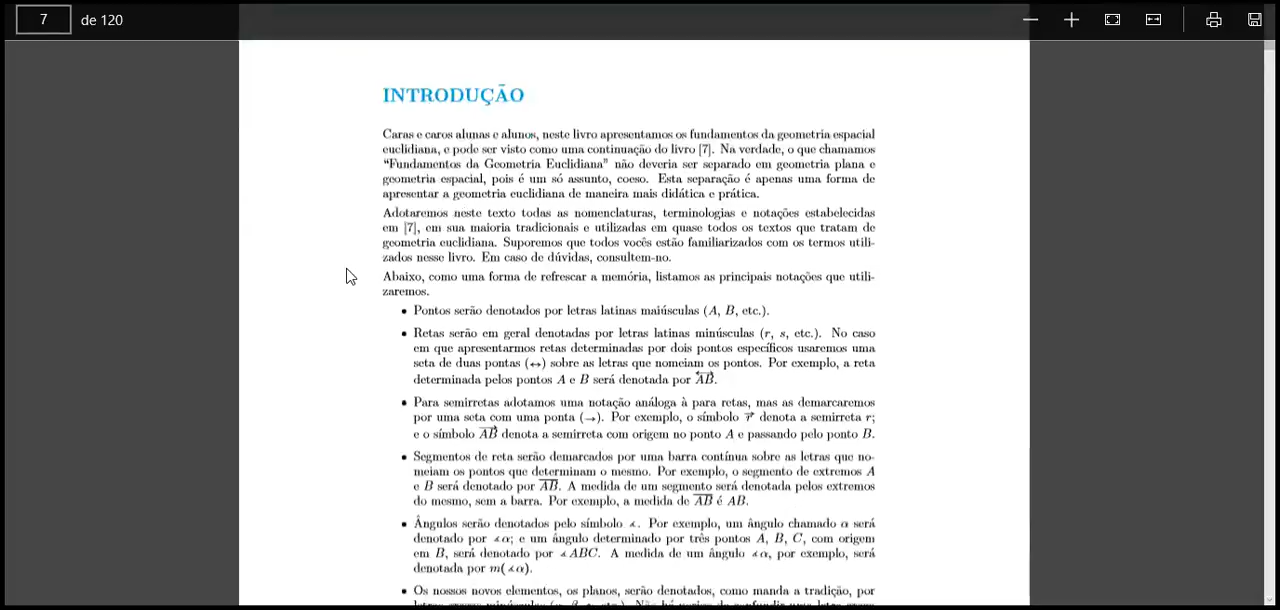 7 de 120
INTRODUÇÃO
Caras e caros alunas e alunos, neste livro apresentamos os fundamentos da geometria espacial
euclidiana, e pode ser visto como uma continuação do livro [7]. Na verdade, o que chamamos
“Fundamentos da Geometria Euclidiana” não deveria ser separado em geometria plana e
geometria espacial, pois é um só assunto, coeso. Esta separação é apenas uma forma de
apresentar a geometria euclidiana de maneira mais didática e prática.
Adotaremos neste texto todas as nomenclaturas, terminologias e notações estabelecidas
em [7], em sua maioria tradicionais e utilizadas em quase todos os textos que tratam de
geometria euclidiana. Suporemos que todos vocês estão familiarizados com os termos utili-
zados nesse livro. Em caso de dúvidas, consultem-no.
Abaixo, como uma forma de refrescar a memória, listamos as principais notações que utili-
zaremos.
• Pontos serão denotados por letras latinas maiúsculas (A, B, etc.).
• Retas serão em geral denotadas por letras latinas minúsculas (r, s, etc.). No caso
em que apresentarmos retas determinadas por dois pontos específicos usaremos uma
seta de duas pontas (↔) sobre as letras que nomeiam os pontos. Por exemplo, a reta
determinada pelos pontos A e B será denotada por A͍B⃡.
• Para semirretas adotamos uma notação análoga à para retas, mas as demarcaremos
por uma seta com uma ponta (→). Por exemplo, o símbolo r⃗ denota a semirreta r;
e o símbolo AB⃗ denota a semirreta com origem no ponto A e passando pelo ponto B.
• Segmentos de reta serão demarcados por uma barra contínua sobre as letras que no-
meiam os pontos que determinam o mesmo. Por exemplo, o segmento de extremos A
e B será denotado por A̅B̅. A medida de um segmento será denotada pelos extremos
do mesmo, sem a barra. Por exemplo, a medida de A̅B̅ é AB.
• Ângulos serão denotados pelo símbolo ∡. Por exemplo, um ângulo chamado α será
denotado por ∡α; e um ângulo determinado por três pontos A, B, C, com origem
em B, será denotado por ∡ABC. A medida de um ângulo ∡α, por exemplo, será
denotada por m(∡α).
• Os nossos novos elementos, os planos, serão denotados, como manda a tradição, por